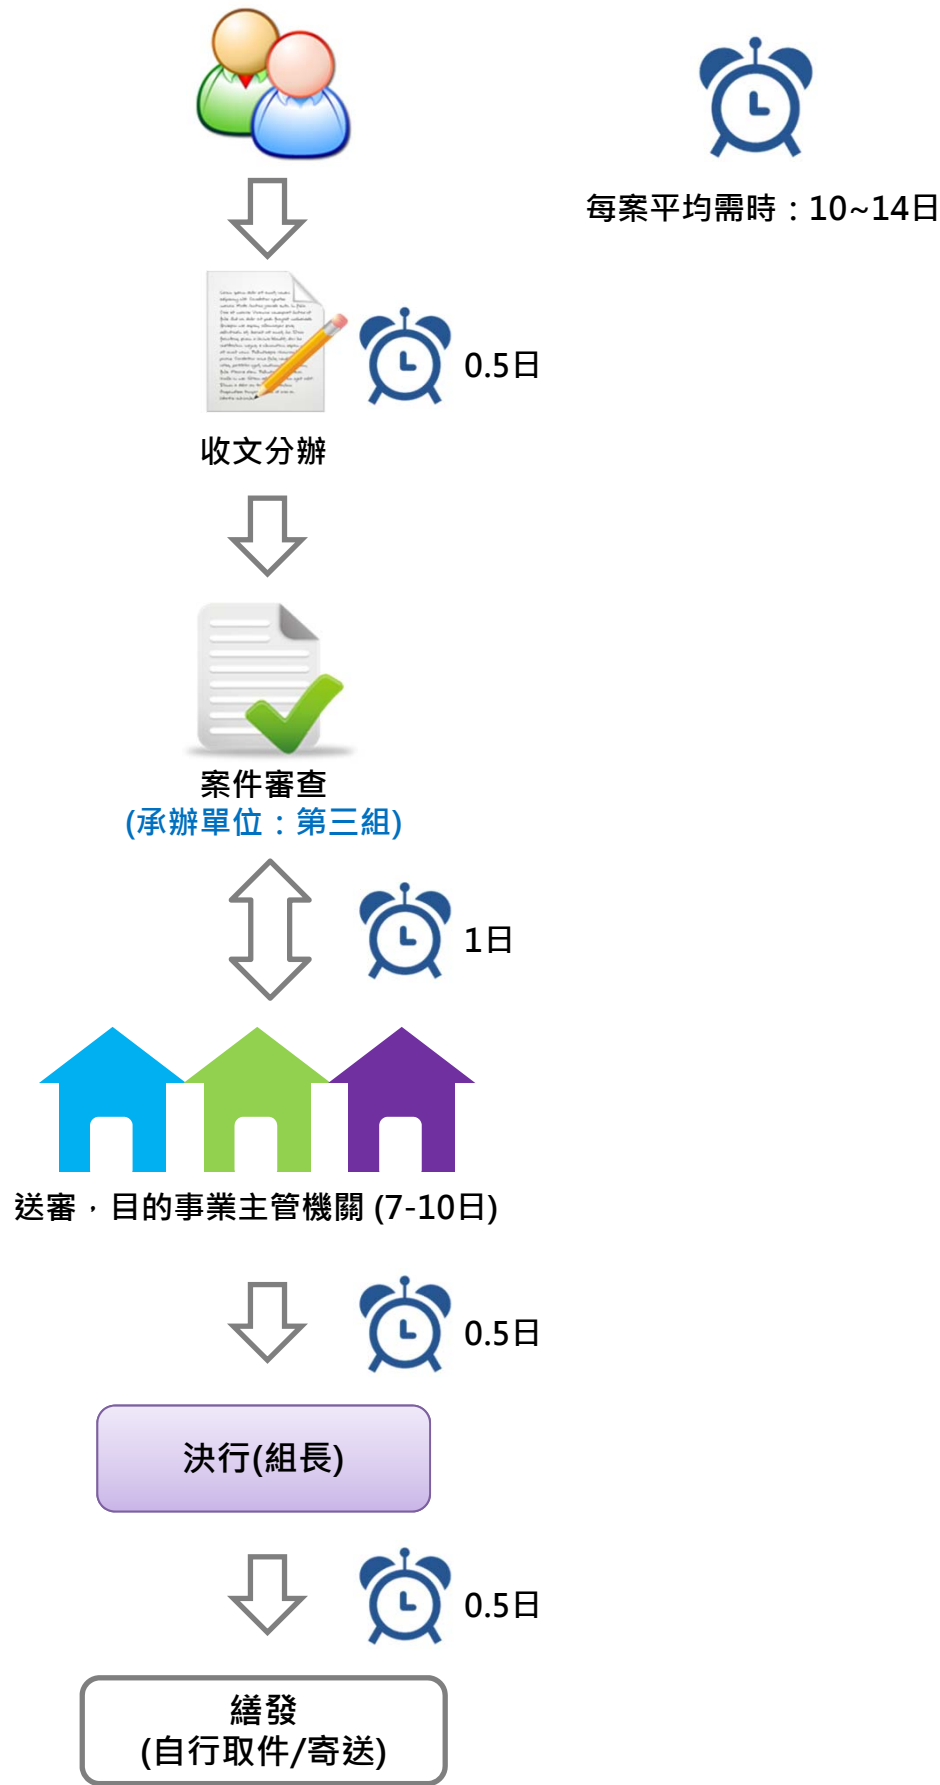 每案平均需時：10~14日
0.5日
收文分辦
案件審查
(承辦單位：第三組)
1日
送審，目的事業主管機關 (7-10日)
0.5日
決行(組長)
0.5日
繕發
(自行取件/寄送)